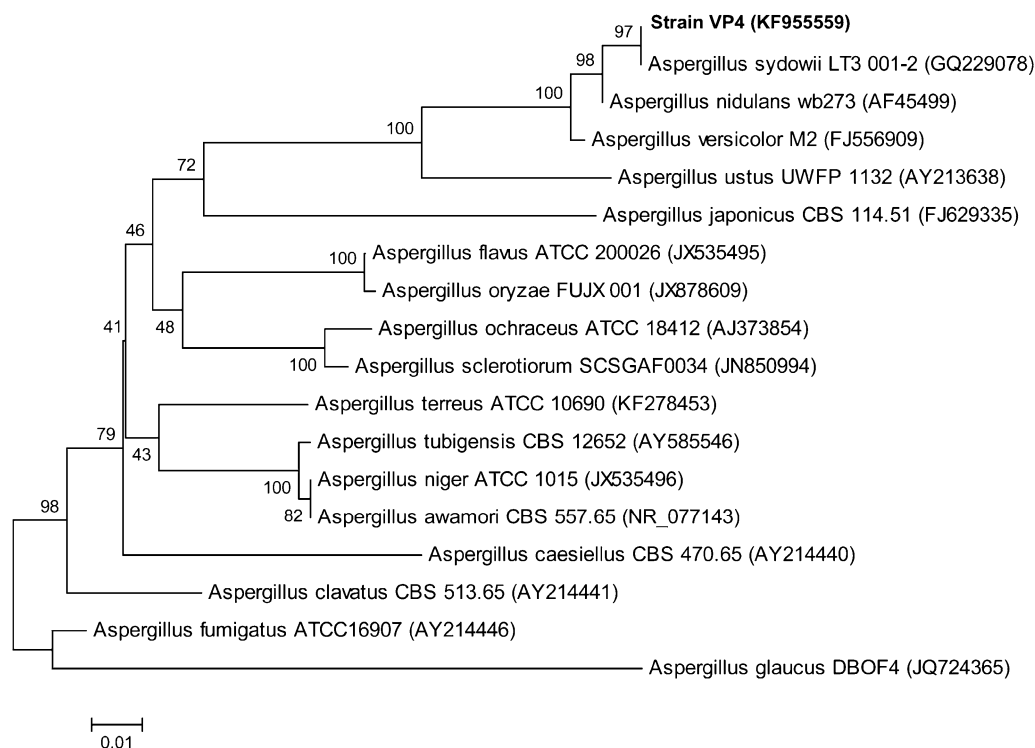 Strain VP4 (KF955559)
97
Aspergillus sydowii LT3 001-2 (GQ229078)
98
Aspergillus nidulans wb273 (AF45499)
100
Aspergillus versicolor M2 (FJ556909)
100
Aspergillus ustus UWFP 1132 (AY213638)
72
Aspergillus japonicus CBS 114.51 (FJ629335)
46
Aspergillus flavus ATCC 200026 (JX535495)
100
Aspergillus oryzae FUJX 001 (JX878609)
41
48
Aspergillus ochraceus ATCC 18412 (AJ373854)
100
Aspergillus sclerotiorum SCSGAF0034 (JN850994)
Aspergillus terreus ATCC 10690 (KF278453)
79
43
Aspergillus tubigensis CBS 12652 (AY585546)
100
Aspergillus niger ATCC 1015 (JX535496)
82
Aspergillus awamori CBS 557.65 (NR_077143)
98
Aspergillus caesiellus CBS 470.65 (AY214440)
Aspergillus clavatus CBS 513.65 (AY214441)
Aspergillus fumigatus ATCC16907 (AY214446)
Aspergillus glaucus DBOF4 (JQ724365)
0.01